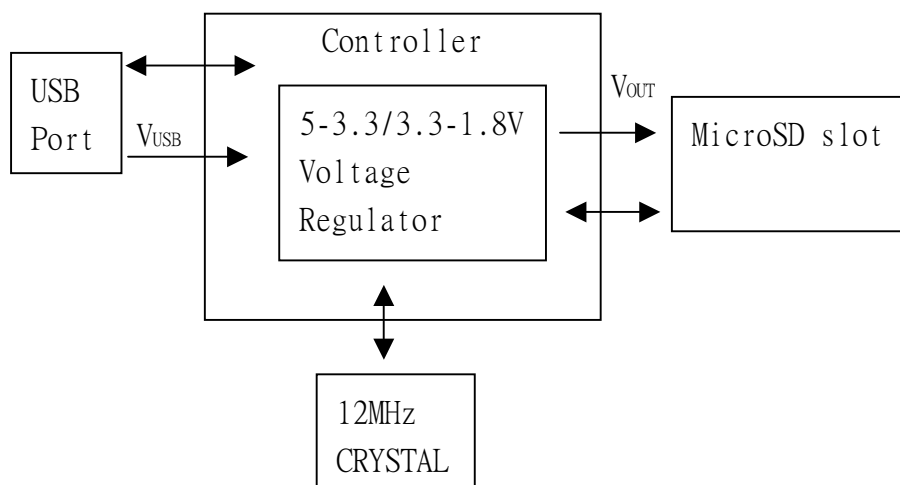 Controller
USB
Port
VUSB
5-3.3/3.3-1.8V
Voltage
Regulator
VOUT
MicroSD slot
12MHz
CRYSTAL